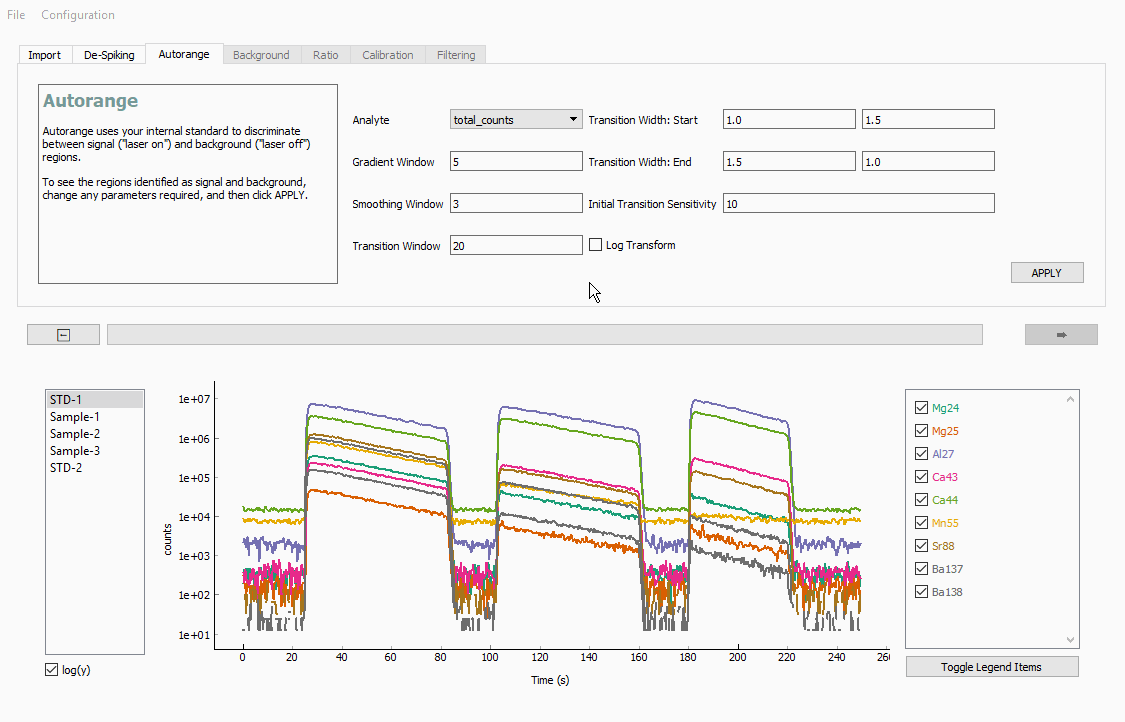 File Configuration
Import De-Spiking Autorange Background Ratio Calibration Filtering
Autorange
Autorange uses your internal standard to discriminate
between signal ("laser on") and background ("laser off")
regions.
To see the regions identified as signal and background,
change any parameters required, and then click APPLY.
Analyte total_counts Transition Width: Start 1.0 1.5
Gradient Window 5 Transition Width: End 1.5 1.0
Smoothing Window 3 Initial Transition Sensitivity 10
Transition Window 20 Log Transform
APPLY
STD-1
Sample-1
Sample-2
Sample-3
STD-2
log(y)
counts
1e+07
1e+06
1e+05
1e+04
1e+03
1e+02
1e+01
0 20 40 60 80 100 120 140 160 180 200 220 240
Time (s)
Mg24
Mg25
Al27
Ca43
Ca44
Mn55
Sr88
Ba137
Ba138
Toggle Legend Items